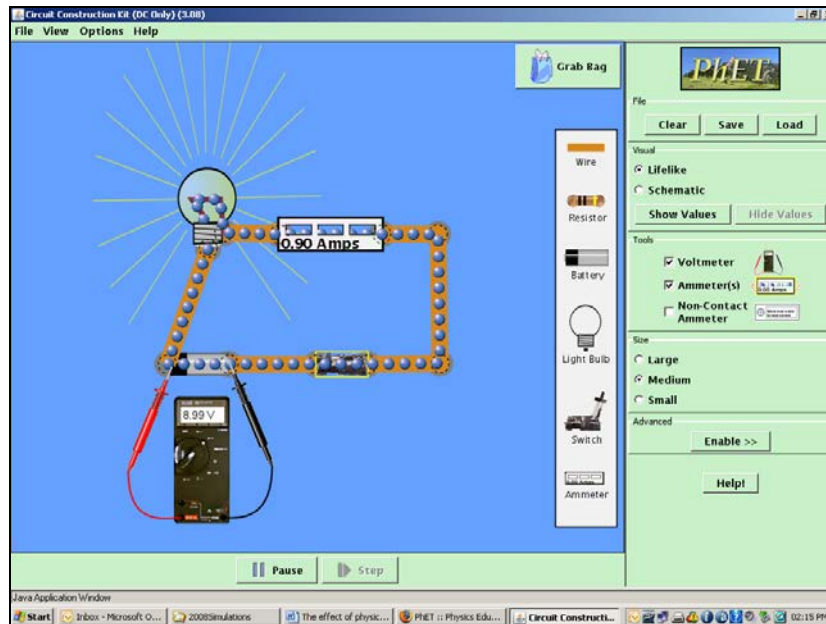 Circuit Construction Kit (DC Only) (3.08)
File View Options Help
Grab Bag
PhET
File
Clear Save Load
Visual
Lifelike
Schematic
Show Values Hide Values
Tools
Voltmeter
Ammeter(s)
Non-Contact
Ammeter
Size
Large
Medium
Small
Advanced
Enable >>
Help!
Wire
Resistor
Battery
Light Bulb
Switch
Ammeter
0.90 Amps
8.99 V
Pause Step
Java Application Window
Start Inbox - Microsoft O... 2008Simulations The effect of physic... PhET :: Physics Edu... Circuit Constructi... 02:15 PM